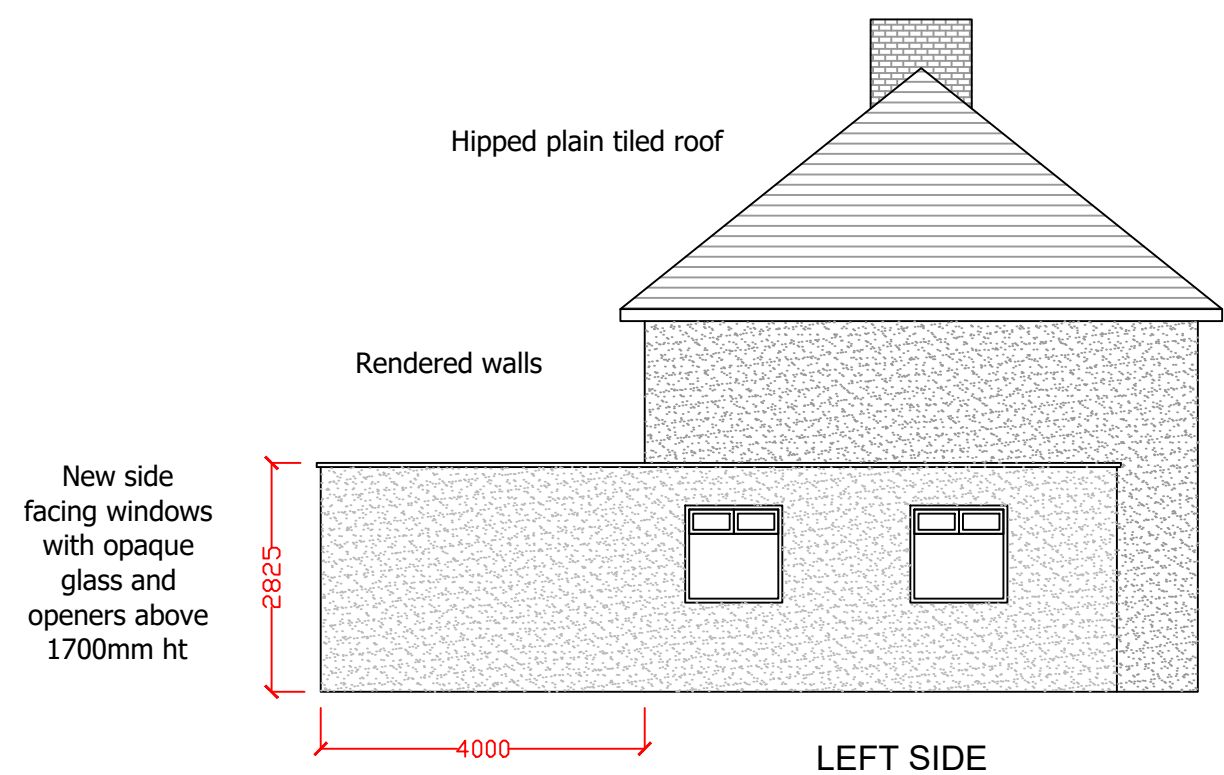 Hipped plain tiled roof
Rendered walls
New side
facing windows
with opaque
glass and
openers above
1700mm ht
2825
4000
LEFT SIDE